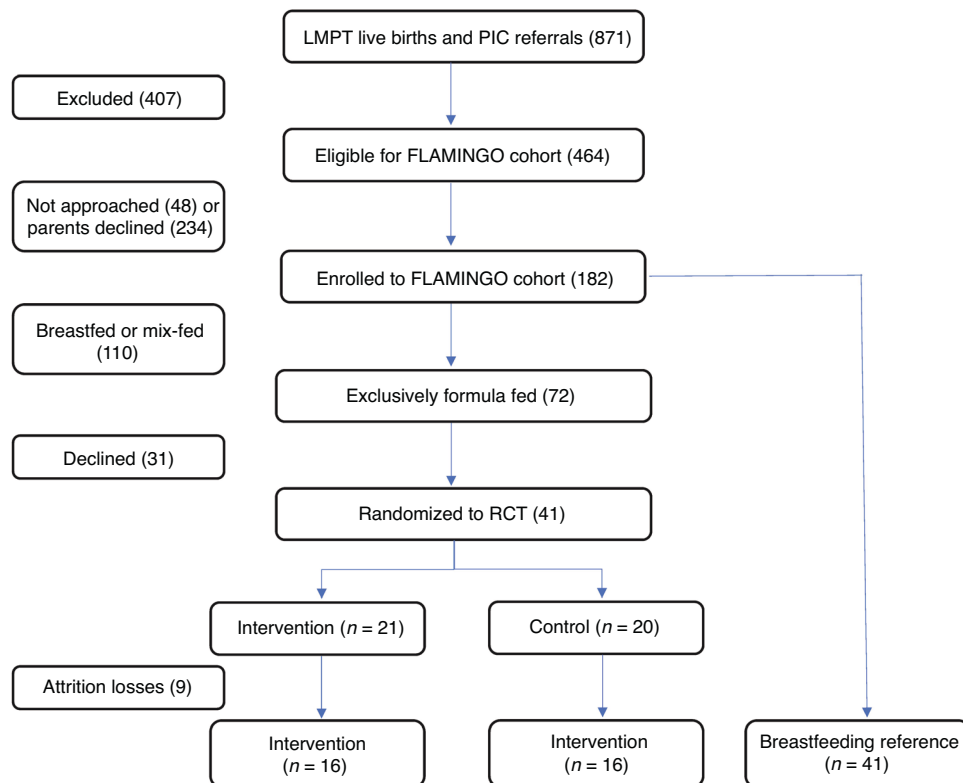 LMPT live births and PIC referrals (871)
Excluded (407)
Eligible for FLAMINGO cohort (464)
Not approached (48) or
parents declined (234)
Enrolled to FLAMINGO cohort (182)
Breastfed or mix-fed
(110)
Exclusively formula fed (72)
Declined (31)
Randomized to RCT (41)
Intervention (n = 21)
Control (n = 20)
Attrition losses (9)
Intervention
(n = 16)
Intervention
(n = 16)
Breastfeeding reference
n = 41)